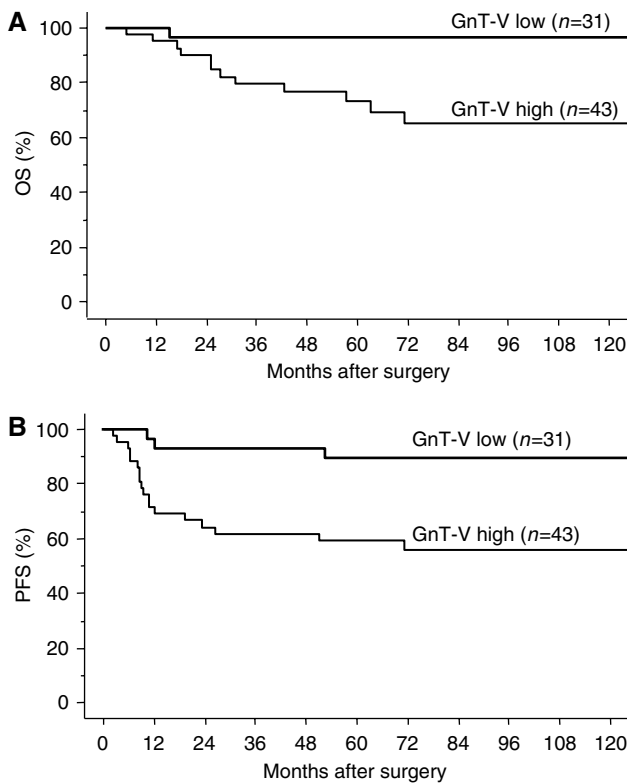 A
100
80
60
40
20
0
OS (%)
GnT-V low (n=31)
GnT-V high (n=43)
0 12 24 36 48 60 72 84 96 108 120
Months after surgery
B
100
80
60
40
20
0
PFS (%)
GnT-V low (n=31)
GnT-V high (n=43)
0 12 24 36 48 60 72 84 96 108 120
Months after surgery